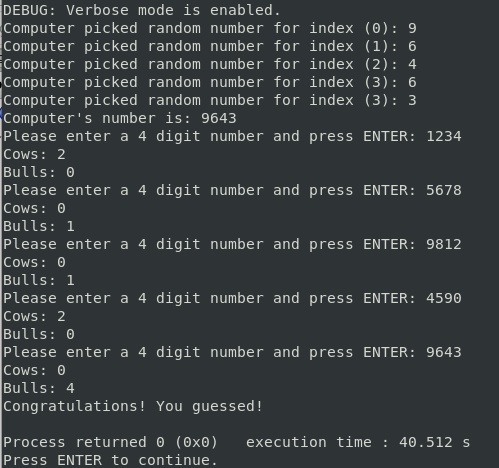 DEBUG: Verbose mode is enabled.
Computer picked random number for index (0): 9
Computer picked random number for index (1): 6
Computer picked random number for index (2): 4
Computer picked random number for index (3): 6
Computer picked random number for index (3): 3
Computer's number is: 9643
Please enter a 4 digit number and press ENTER: 1234
Cows: 2
Bulls: 0
Please enter a 4 digit number and press ENTER: 5678
Cows: 0
Bulls: 1
Please enter a 4 digit number and press ENTER: 9812
Cows: 0
Bulls: 1
Please enter a 4 digit number and press ENTER: 4590
Cows: 2
Bulls: 0
Please enter a 4 digit number and press ENTER: 9643
Cows: 0
Bulls: 4
Congratulations! You guessed!
Process returned 0 (0x0)   execution time : 40.512 s
Press ENTER to continue.